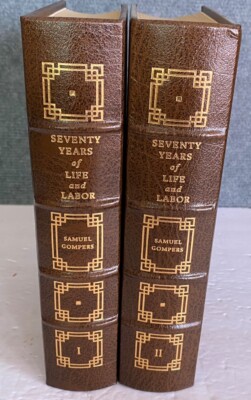 SEVENTY
YEARS
of
LIFE
and
LABOR
SAMUEL
GOMPERS
I
SEVENTY
YEARS
of
LIFE
and
LABOR
SAMUEL
GOMPERS
II